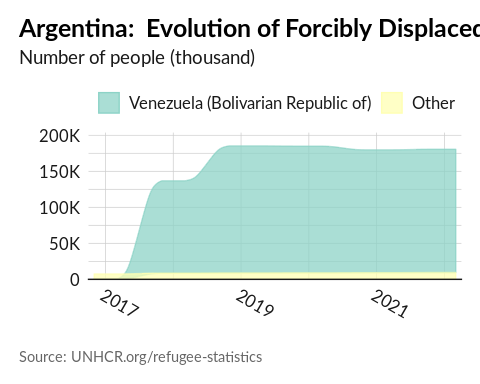 Argentina:  Evolution of Forcibly Displaced
Number of people (thousand)
Venezuela (Bolivarian Republic of)  Other
200K
150K
100K
50K
0
2017  2019  2021
Source: UNHCR.org/refugee-statistics